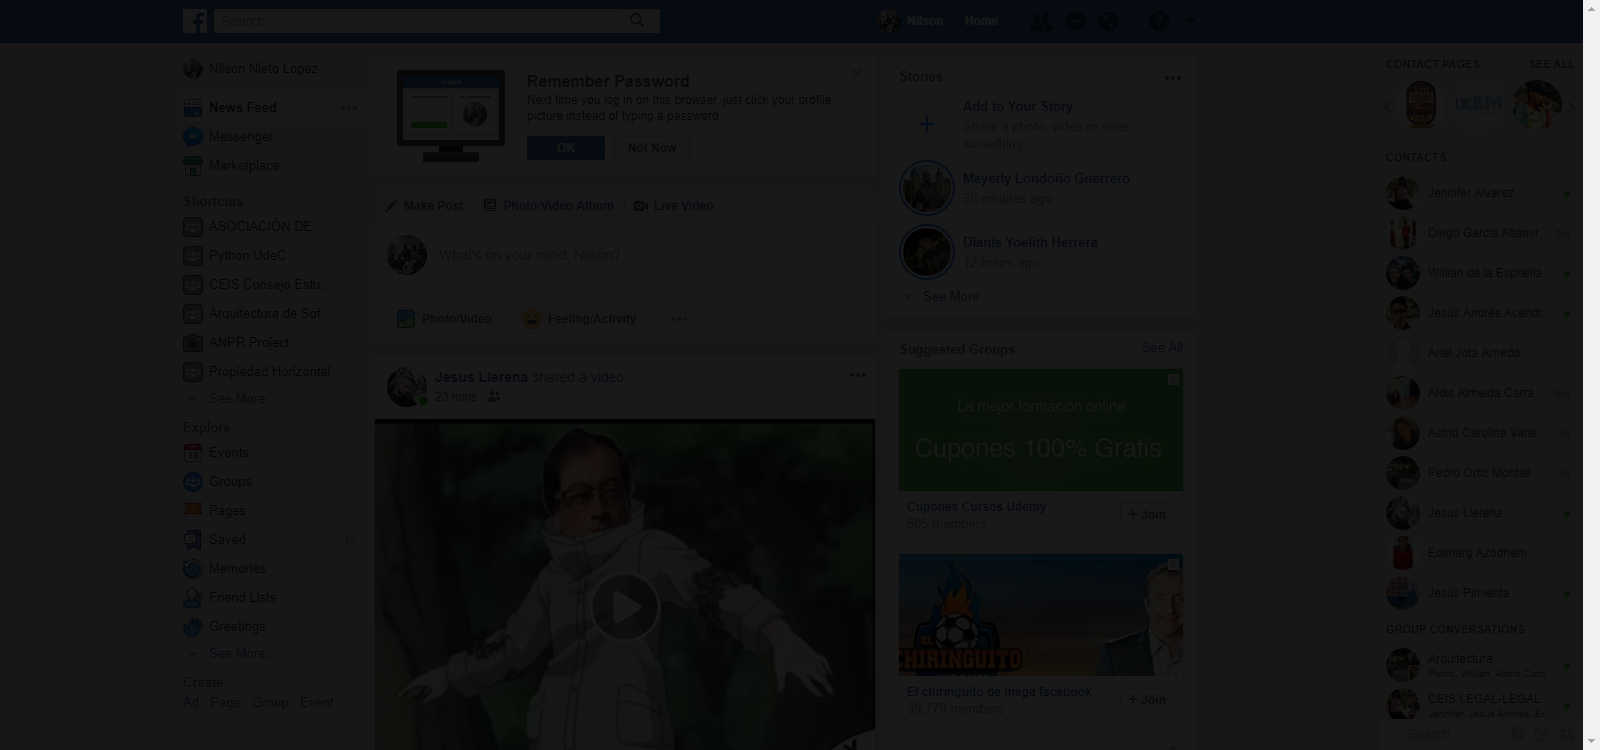 Search
Nilson
Home
Nilson Nieto Lopez
News Feed
Messenger
Marketplace
Shortcuts
ASOCIACIÓN DE ...
Python UdeC
CEIS Consejo Estu...
Arquitectura de Sof...
ANPR Project
Propiedad Horizontal
See More...
Explore
Events
Groups
Pages
Saved 14
Memories
Friend Lists
Greetings
See More...
Create
Ad Page Group Event
Remember Password
Next time you log in on this browser, just click your profile
picture instead of typing a password.
OK Not Now
Make Post Photo/Video Album Live Video
What's on your mind, Nilson?
Photo/Video Feeling/Activity
Jesus Llerena shared a video
23 mins
Stories
Add to Your Story
Share a photo, video or write
something
Mayerly Londoño Guerrero
38 minutes ago
Dianis Yoelith Herrera
12 hours ago
See More
Suggested Groups See All
La mejor formación online
Cupones 100% Gratis
Cupones Cursos Udemy
505 members
+ Join
EL
CHIRINGUITO
El chiringuito de mega facebook
39,770 members
+ Join
CONTACT PAGES SEE ALL
CONTACTS
Jennifer Alvarez
Diego Garcia Altamir...
Willian de la Espriella
Jesús Andrés Acendr...
Ariel Jota Arnedo
Aldis Almeida Carra... 6m
Astrid Carolina Vane...
Pedro Ortiz Montiel
Jesus Llerena
Edimerg Azódnem
Jesús Pimienta
GROUP CONVERSATIONS
Arquitectura
Pedro, Willian, Astrid Caro...
CEIS LEGAL-LEGAL
Jennifer, Jesús Andrés, Er...
Search